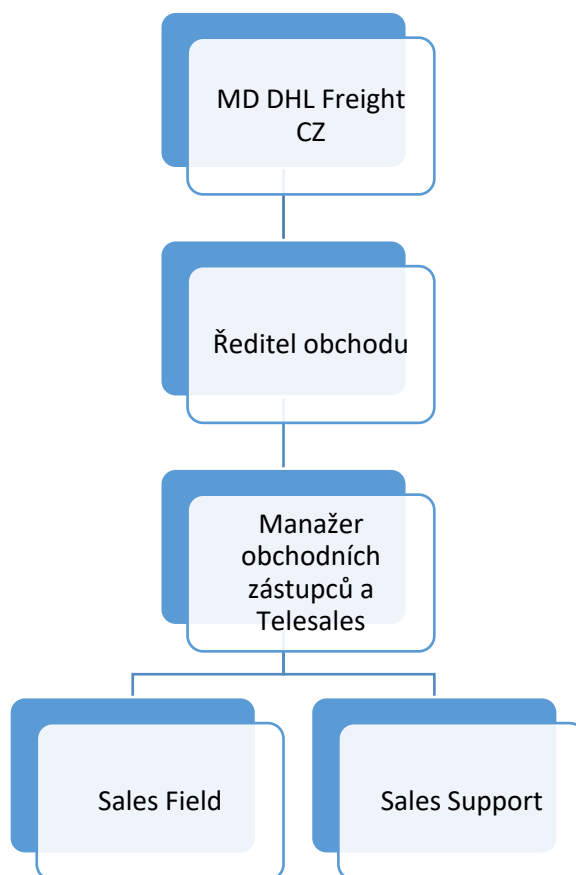 MD DHL Freight
CZ
Ředitel obchodu
Manažer
obchodních
zástupců a
Telesales
Sales Field
Sales Support